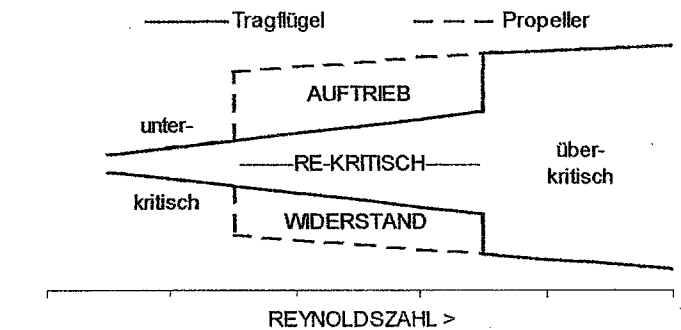 Tragflügel
Propeller
AUFTRIEB
unter-
RE-KRITISCH
über-
kritisch
kritisch
WIDERSTAND
REYNOLDSZAHL >